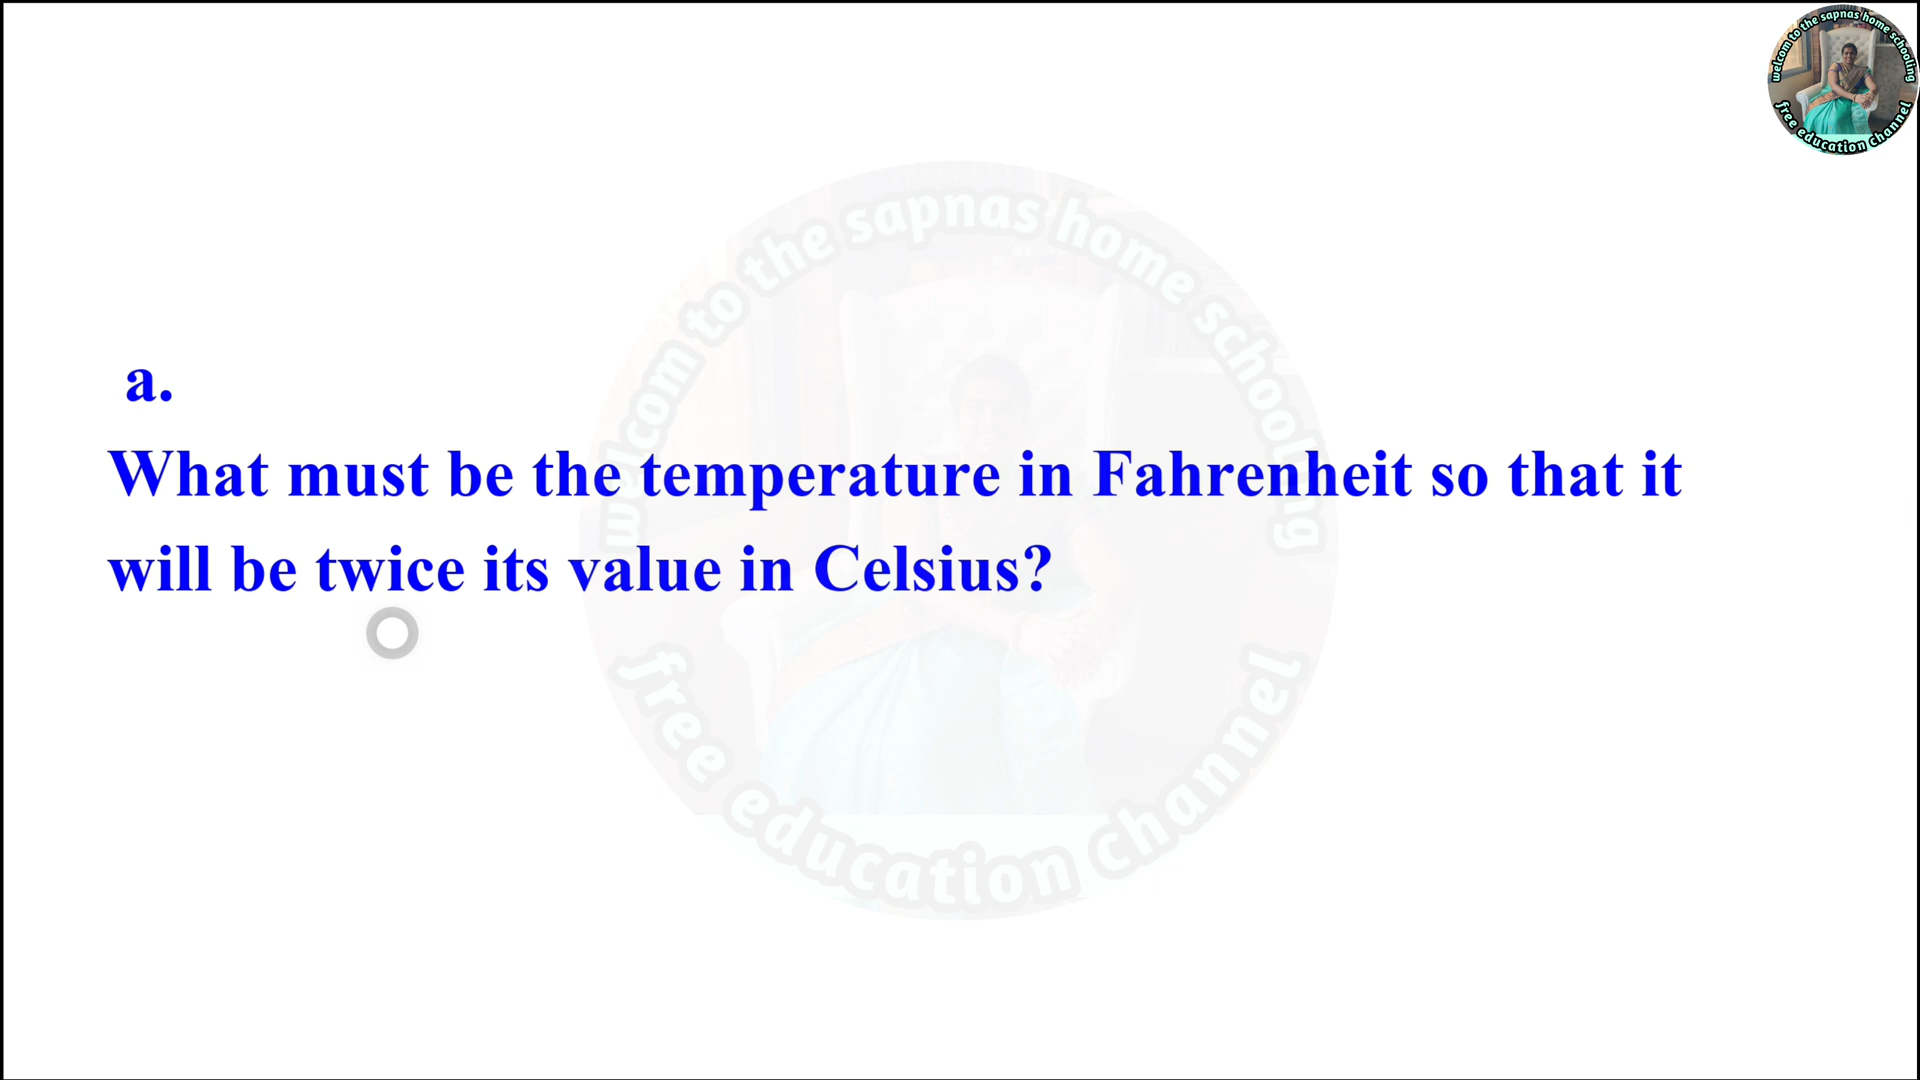 welcom to the sapnas home schooling
free education channel
a.
What must be the temperature in Fahrenheit so that it
will be twice its value in Celsius?
welcom to the sapnas home schooling
free education channel